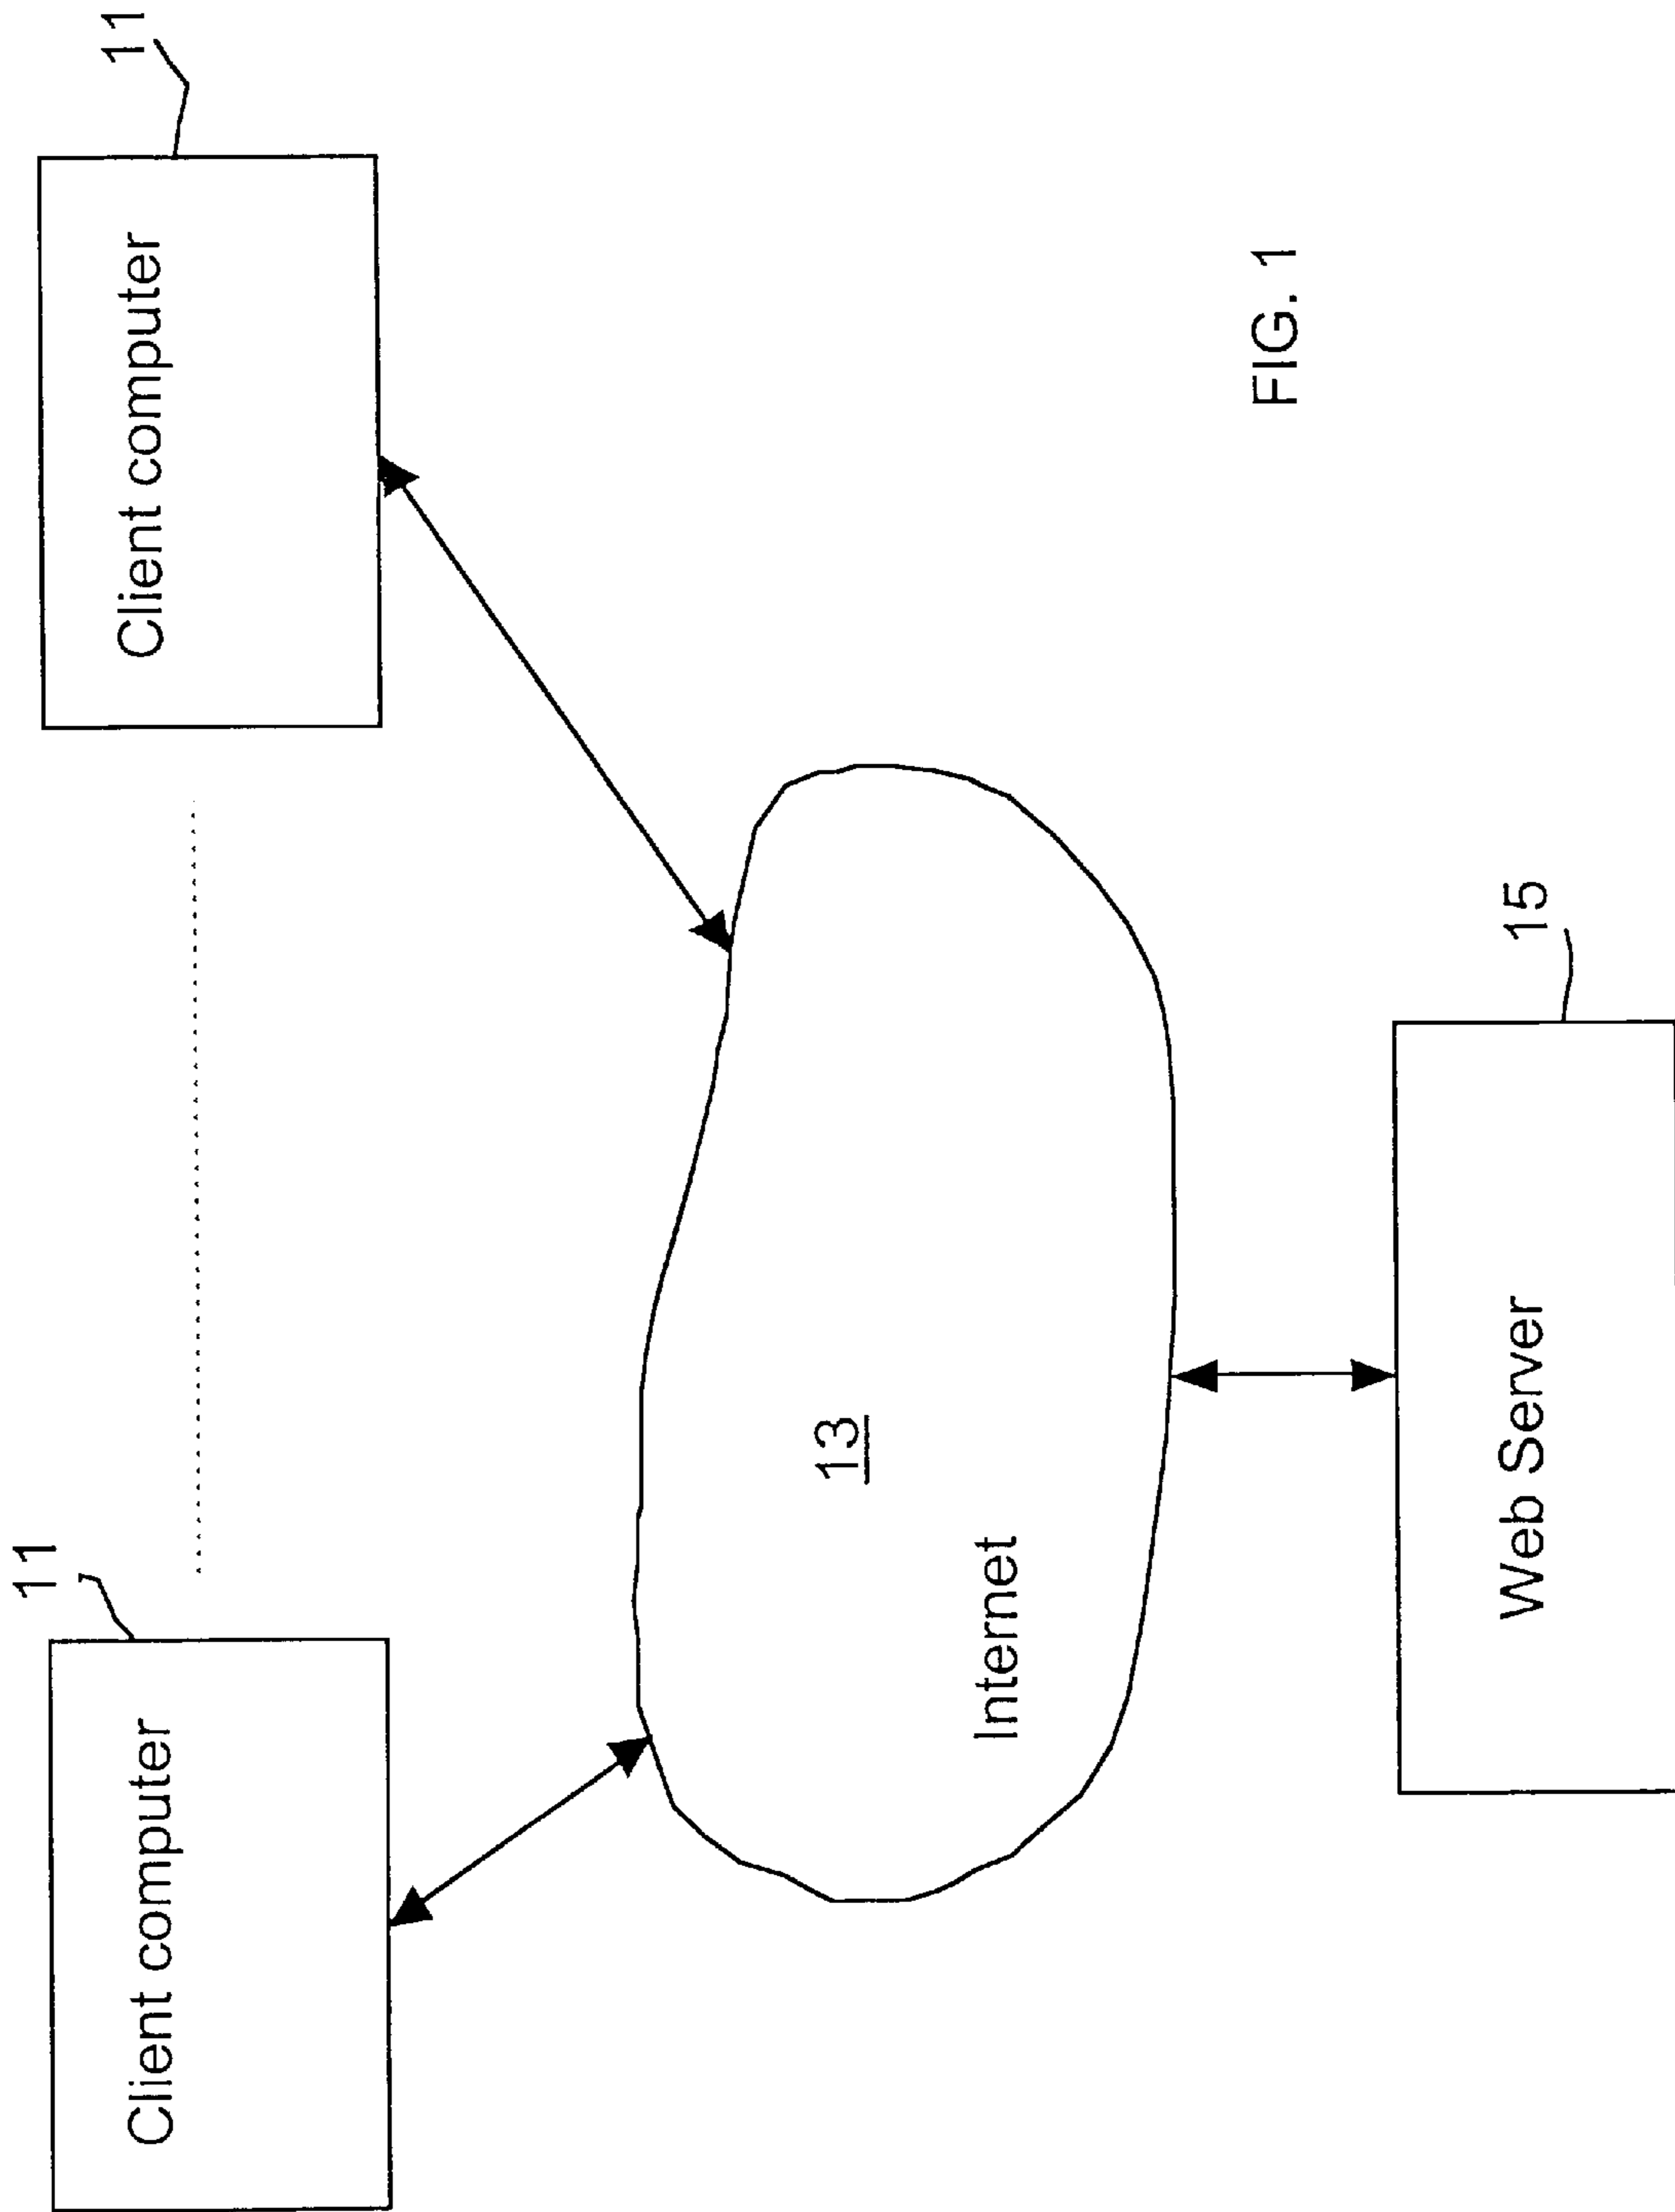 11
11
Client computer
Client computer
13
Internet
15
Web Server
FIG. 1